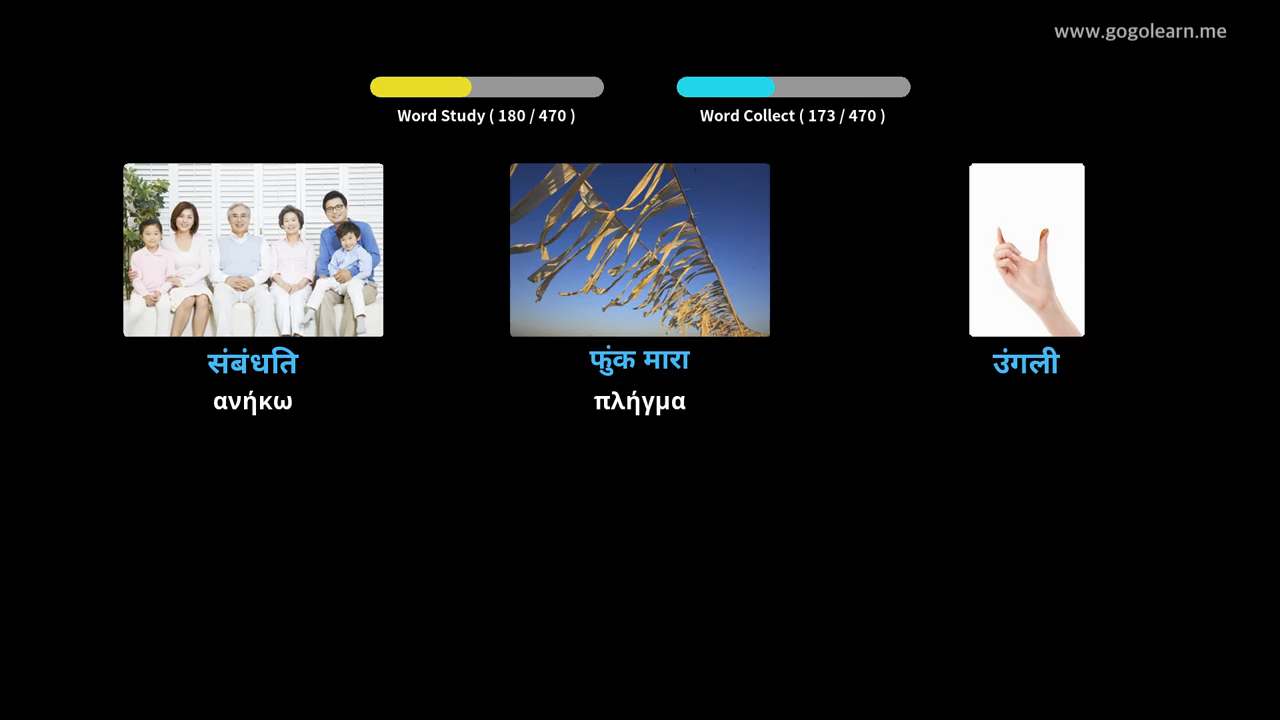 www.gogolearn.me
Word Study ( 180 / 470 )
Word Collect ( 173 / 470 )
संबंधति
फुंक मारा
उंगली
ανήκω
πλήγμα